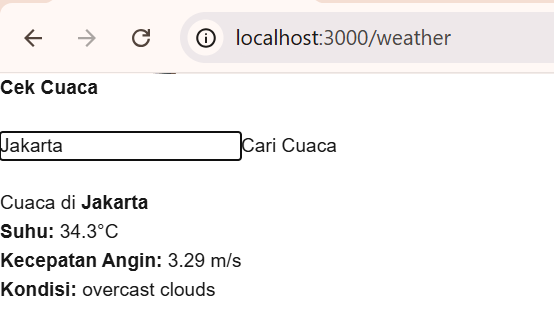 localhost:3000/weather
Cek Cuaca
Jakarta Cari Cuaca
Cuaca di Jakarta
Suhu: 34.3°C
Kecepatan Angin: 3.29 m/s
Kondisi: overcast clouds